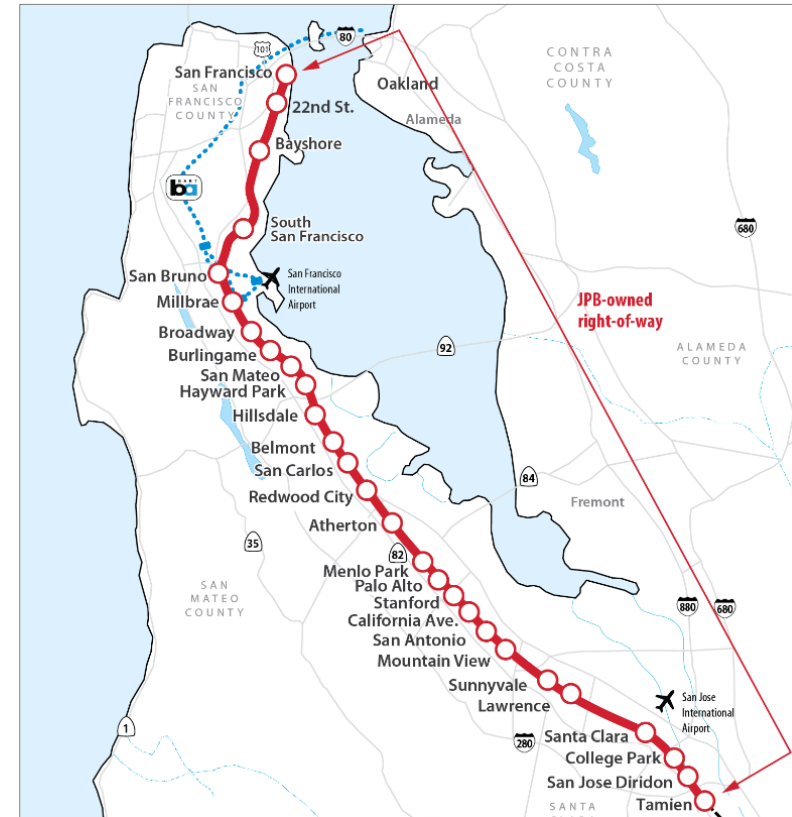 101
80
CONTRA
COSTA
COUNTY
San Francisco
SAN
FRANCISCO
COUNTY
Oakland
22nd St.
Alameda
Bayshore
BART
ba
680
South
San Francisco
San Bruno
San Francisco
International
Airport
Millbrae
JPB-owned
right-of-way
Broadway
92
ALAMEDA
COUNTY
Burlingame
San Mateo
Hayward Park
Hillsdale
Belmont
San Carlos
84
Redwood City
Fremont
Atherton
35
82
Menlo Park
Palo Alto
SAN
MATEO
COUNTY
Stanford
880
680
California Ave.
San Antonio
Mountain View
Sunnyvale
San Jose
International
Airport
Lawrence
1
280
Santa Clara
College Park
San Jose Diridon
Tamien
SANTA